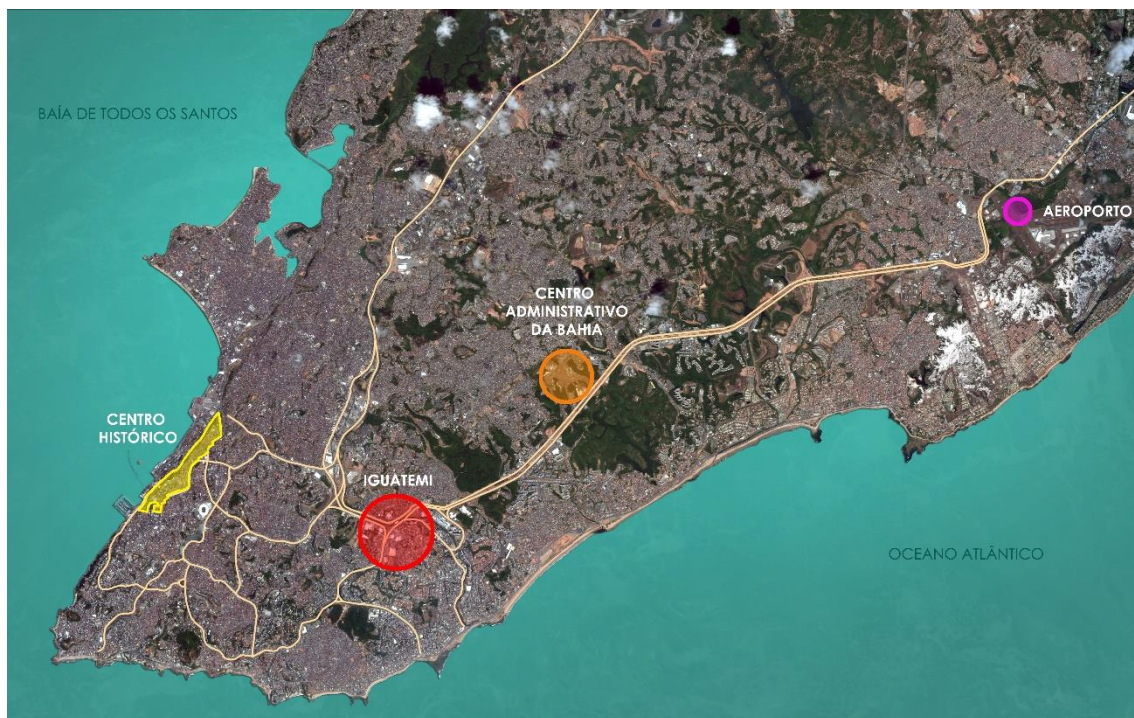 BAÍA DE TODOS OS SANTOS
AEROPORTO
CENTRO
ADMINISTRATIVO
DA BAHIA
CENTRO
HISTÓRICO
IGUATEMI
OCEANO ATLÂNTICO